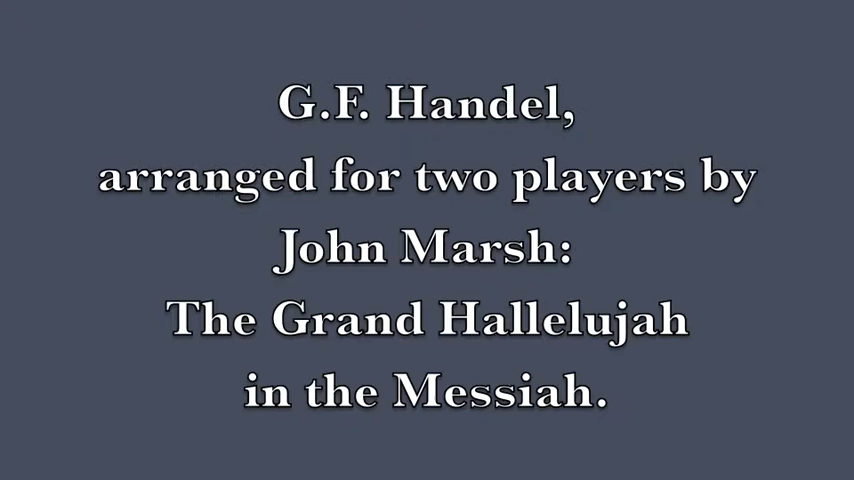 G.F. Handel,
arranged for two players by
John Marsh:
The Grand Hallelujah
in the Messiah.